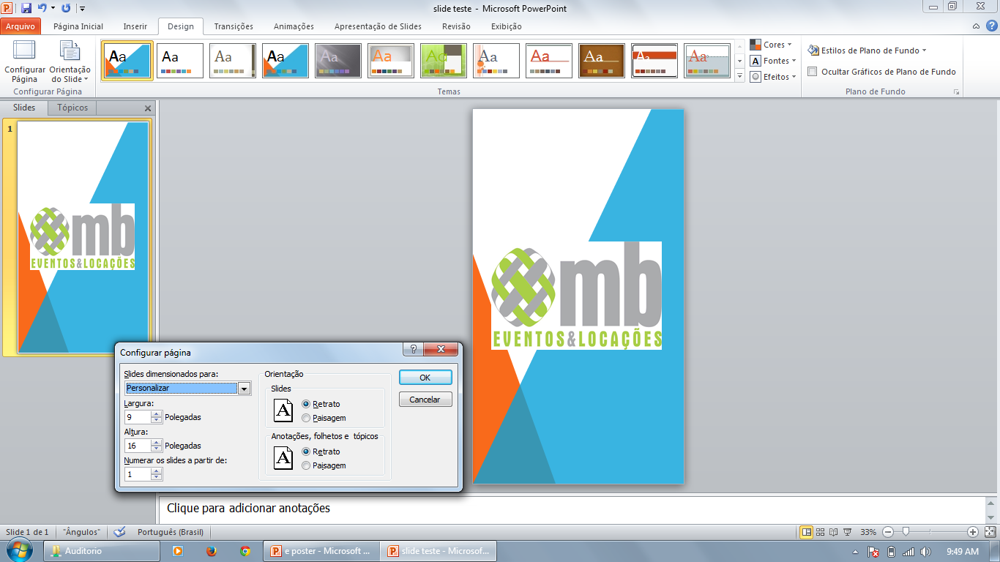 slide teste - Microsoft PowerPoint
Arquivo Página Inicial Inserir Design Transições Animações Apresentação de Slides Revisão Exibição
Configurar Página
Orientação do Slide
Configurar Página
Aa Aa Aa Aa Aa Aa Aa Aa Aa Aa Aa Aa
Temas
Cores
Fontes
Efeitos
Estilos de Plano de Fundo
Ocultar Gráficos de Plano de Fundo
Plano de Fundo
Slides Tópicos
1
mb
EVENTOS&LOCAÇÕES
mb
EVENTOS&LOCAÇÕES
Configurar página
Slides dimensionados para:
Personalizar
Largura:
9 Polegadas
Altura:
16 Polegadas
Numerar os slides a partir de:
1
Orientação
Slides
A
Retrato
Paisagem
Anotações, folhetos e tópicos
A
Retrato
Paisagem
OK
Cancelar
Clique para adicionar anotações
Slide 1 de 1 "Ângulos" Português (Brasil) 33%
Auditorio e poster - Microsoft ... slide teste - Microsof... 9:49 AM